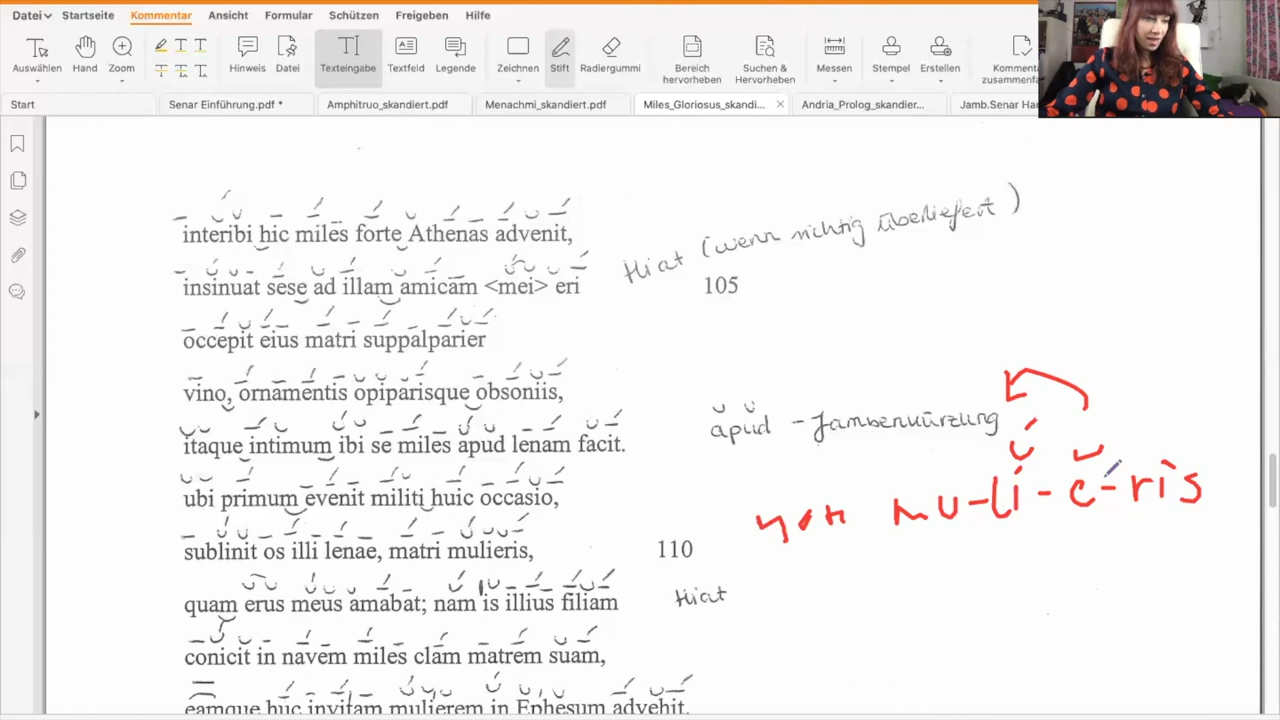 Datei Startseite Kommentar Ansicht Formular Schützen Freigeben Hilfe
Auswählen Hand Zoom Hinweis Datei Texteingabe Textfeld Legende Zeichnen Stift Radiergummi Bereich hervorheben Suchen & Hervorheben Messen Stempel Erstellen Kommenta zusammenfa
Start Senar Einführung.pdf * Amphitruo_skandiert.pdf Menachmi_skandiert.pdf Miles_Gloriosus_skandi... Andria_Prolog_skandier... Jamb.Senar Ha
interibi hic miles forte Athenas advenit,
Hiat (wenn richtig überliefert)
insinuat sese ad illam amicam <mei> eri 105
occepit eius matri suppalparier
vino, ornamentis opiparisque obsoniis,
itaque intimum ibi se miles apud lenam facit.
apud - Jambenkürzung
ubi primum evenit militi huic occasio,
mu-li-e-ris
sublinit os illi lenae, matri mulieris, 110
quam erus meus amabat; nam is illius filiam Hiat
conicit in navem miles clam matrem suam,
eamque huc invitam mulierem in Ephesum advehit.